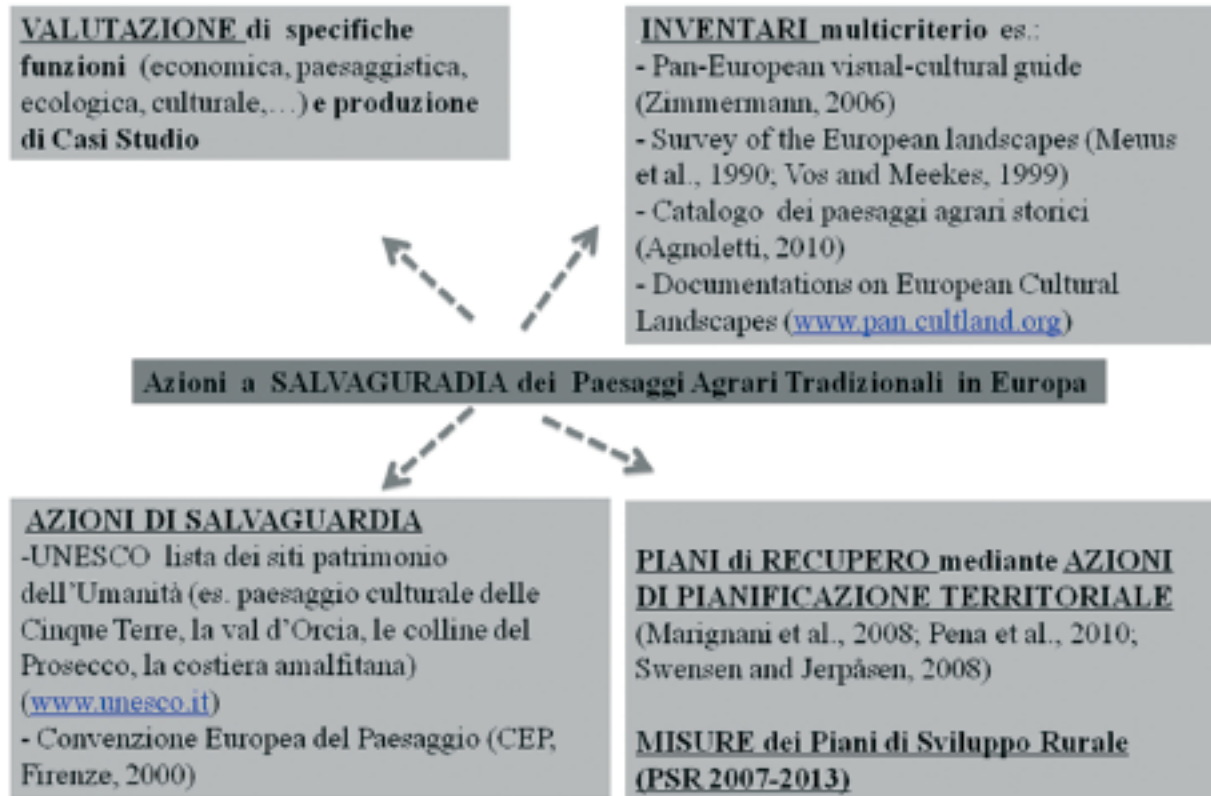 VALUTAZIONE di specifiche
funzioni (economica, paesaggistica,
ecologica, culturale,…) e produzione
di Casi Studio
INVENTARI multicriterio es.:
- Pan-European visual-cultural guide
(Zimmermann, 2006)
- Survey of the European landscapes (Meuus
et al., 1990; Vos and Meekes, 1999)
- Catalogo dei paesaggi agrari storici
(Agnoletti, 2010)
- Documentations on European Cultural
Landscapes (www.pan.cultland.org)
Azioni a SALVAGURADIA dei Paesaggi Agrari Tradizionali in Europa
AZIONI DI SALVAGUARDIA
-UNESCO lista dei siti patrimonio
dell'Umanità (es. paesaggio culturale delle
Cinque Terre, la val d'Orcia, le colline del
Prosecco, la costiera amalfitana)
(www.unesco.it)
- Convenzione Europea del Paesaggio (CEP,
Firenze, 2000)
PIANI di RECUPERO mediante AZIONI
DI PIANIFICAZIONE TERRITORIALE
(Marignani et al., 2008; Pena et al., 2010;
Swensen and Jerpåsen, 2008)
MISURE dei Piani di Sviluppo Rurale
(PSR 2007-2013)